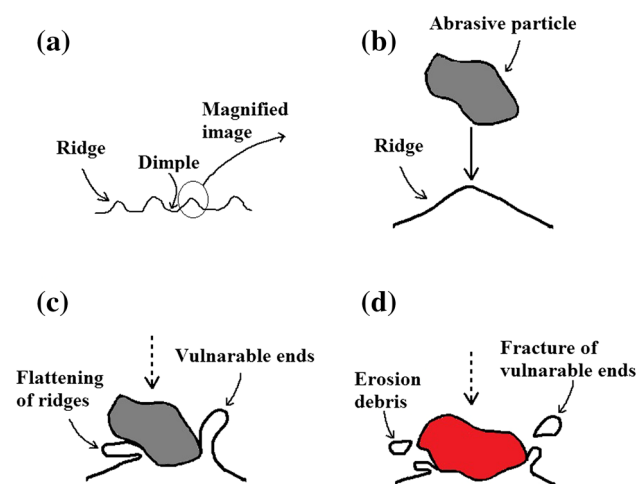 (a)
Ridge
Dimple
Magnified
image
(b)
Abrasive particle
Ridge
(c)
Flattening
of ridges
Vulnarable ends
(d)
Erosion
debris
Fracture of
vulnarable ends